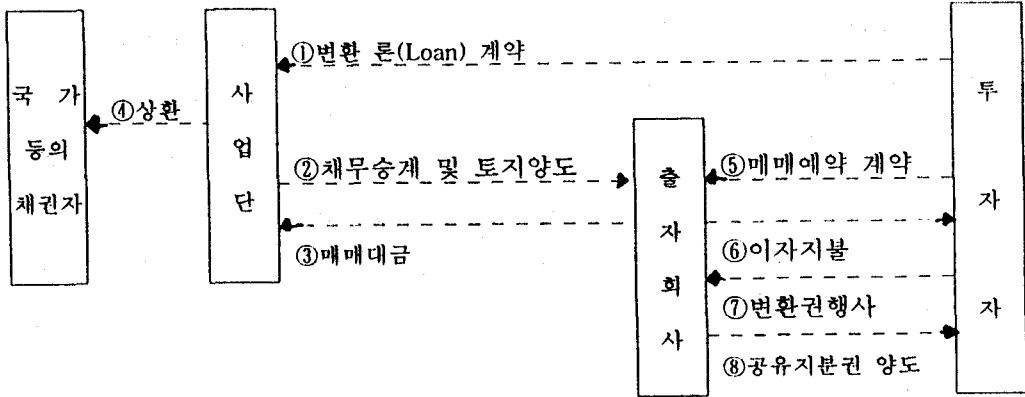 ①변환 론(Loan) 계약
국 가
등의
채권자
④상환
사
업
단
②채무승계 및 토지양도
③매매대금
출
자
회
사
⑤매매예약 계약
⑥이자지불
⑦변환권행사
⑧공유지분권 양도
투
자
자